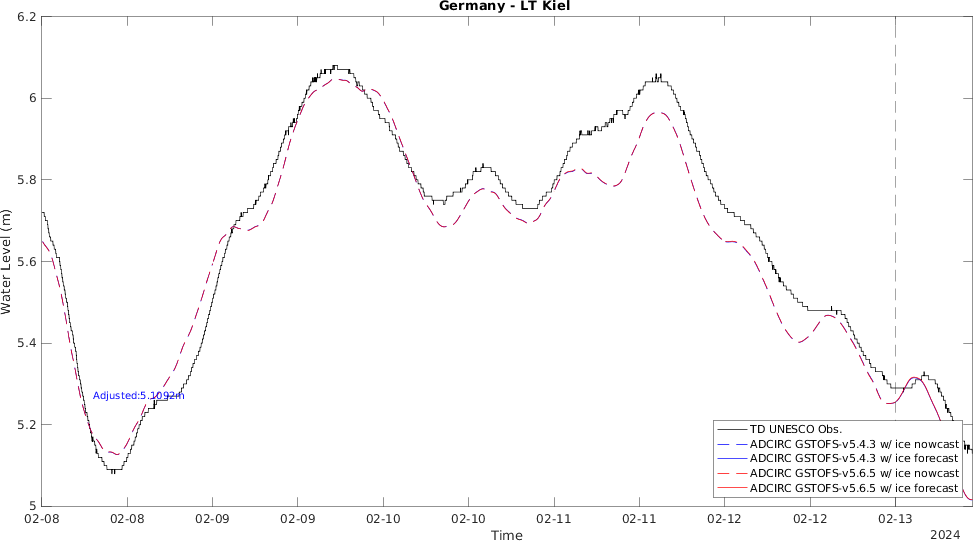 Germany - LT Kiel
6.2
6
5.8
5.6
5.4
5.2
5
Water Level (m)
Adjusted:5.1092m
TD UNESCO Obs.
ADCIRC GSTOFS-v5.4.3 w/ ice nowcast
ADCIRC GSTOFS-v5.4.3 w/ ice forecast
ADCIRC GSTOFS-v5.6.5 w/ ice nowcast
ADCIRC GSTOFS-v5.6.5 w/ ice forecast
02-08 02-08 02-09 02-09 02-10 02-10 02-11 02-11 02-12 02-12 02-13
Time
2024